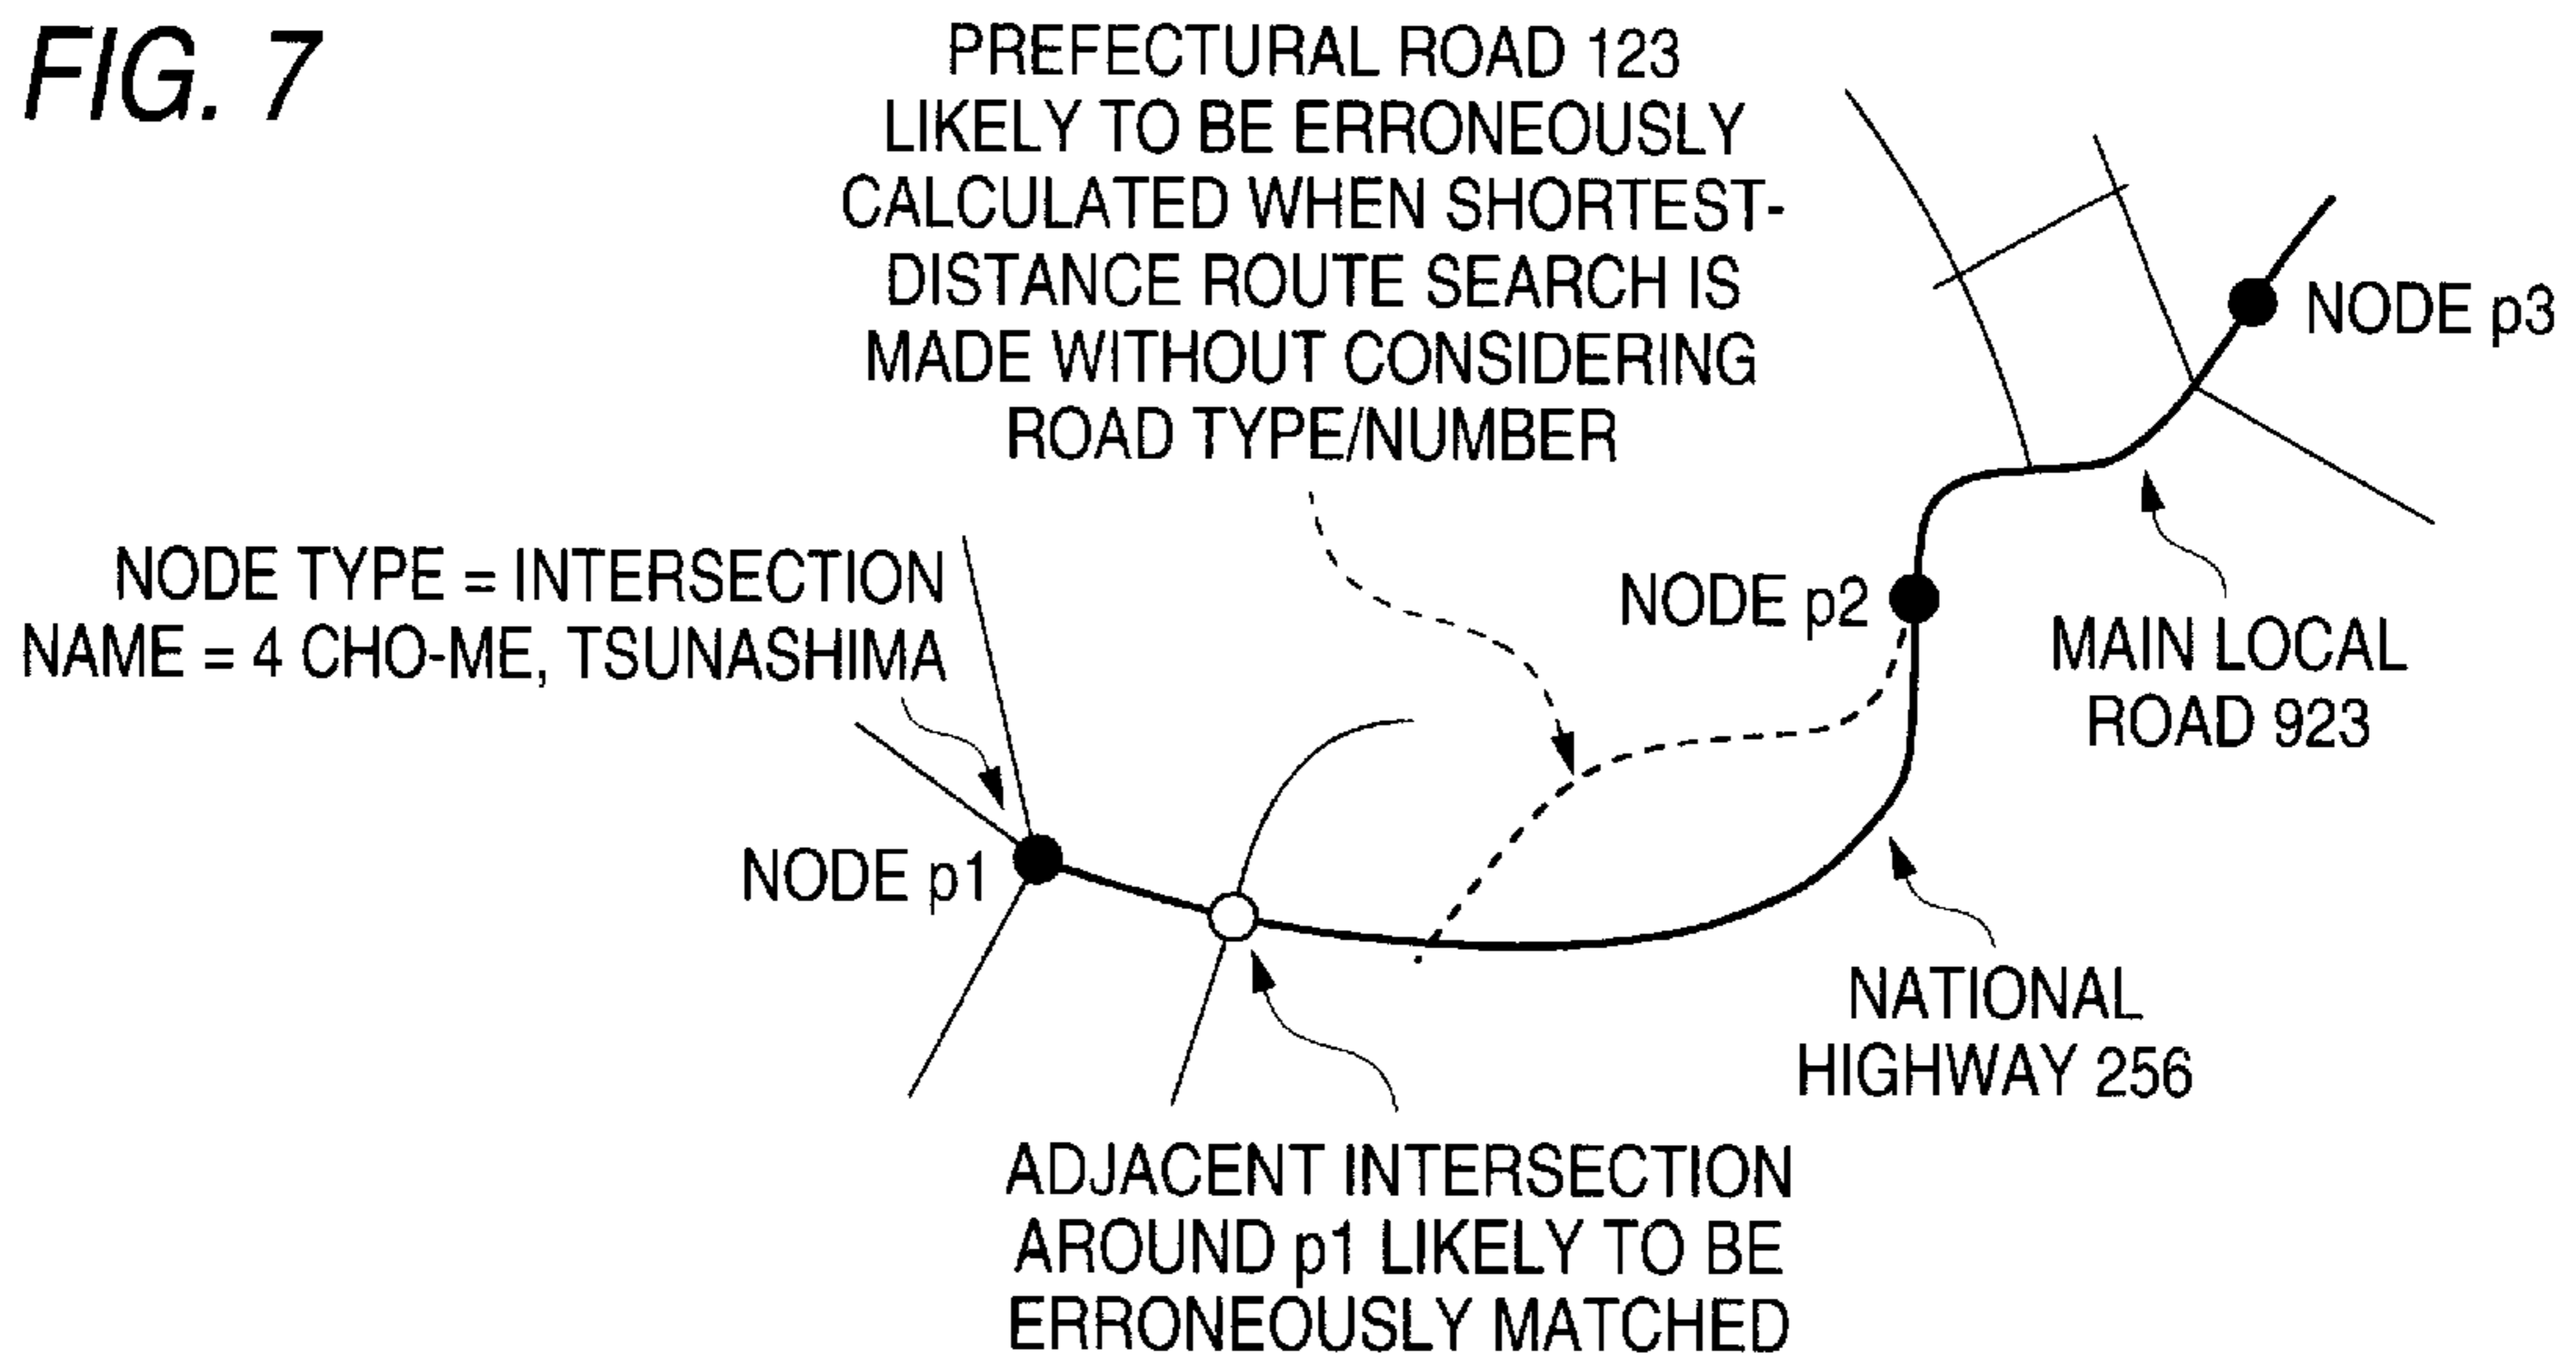 FIG. 7
PREFECTURAL ROAD 123
LIKELY TO BE ERRONEOUSLY
CALCULATED WHEN SHORTEST-
DISTANCE ROUTE SEARCH IS
MADE WITHOUT CONSIDERING
ROAD TYPE/NUMBER
NODE p3
NODE TYPE = INTERSECTION
NAME = 4 CHO-ME, TSUNASHIMA
NODE p2
MAIN LOCAL
ROAD 923
NODE p1
NATIONAL
HIGHWAY 256
ADJACENT INTERSECTION
AROUND p1 LIKELY TO BE
ERRONEOUSLY MATCHED